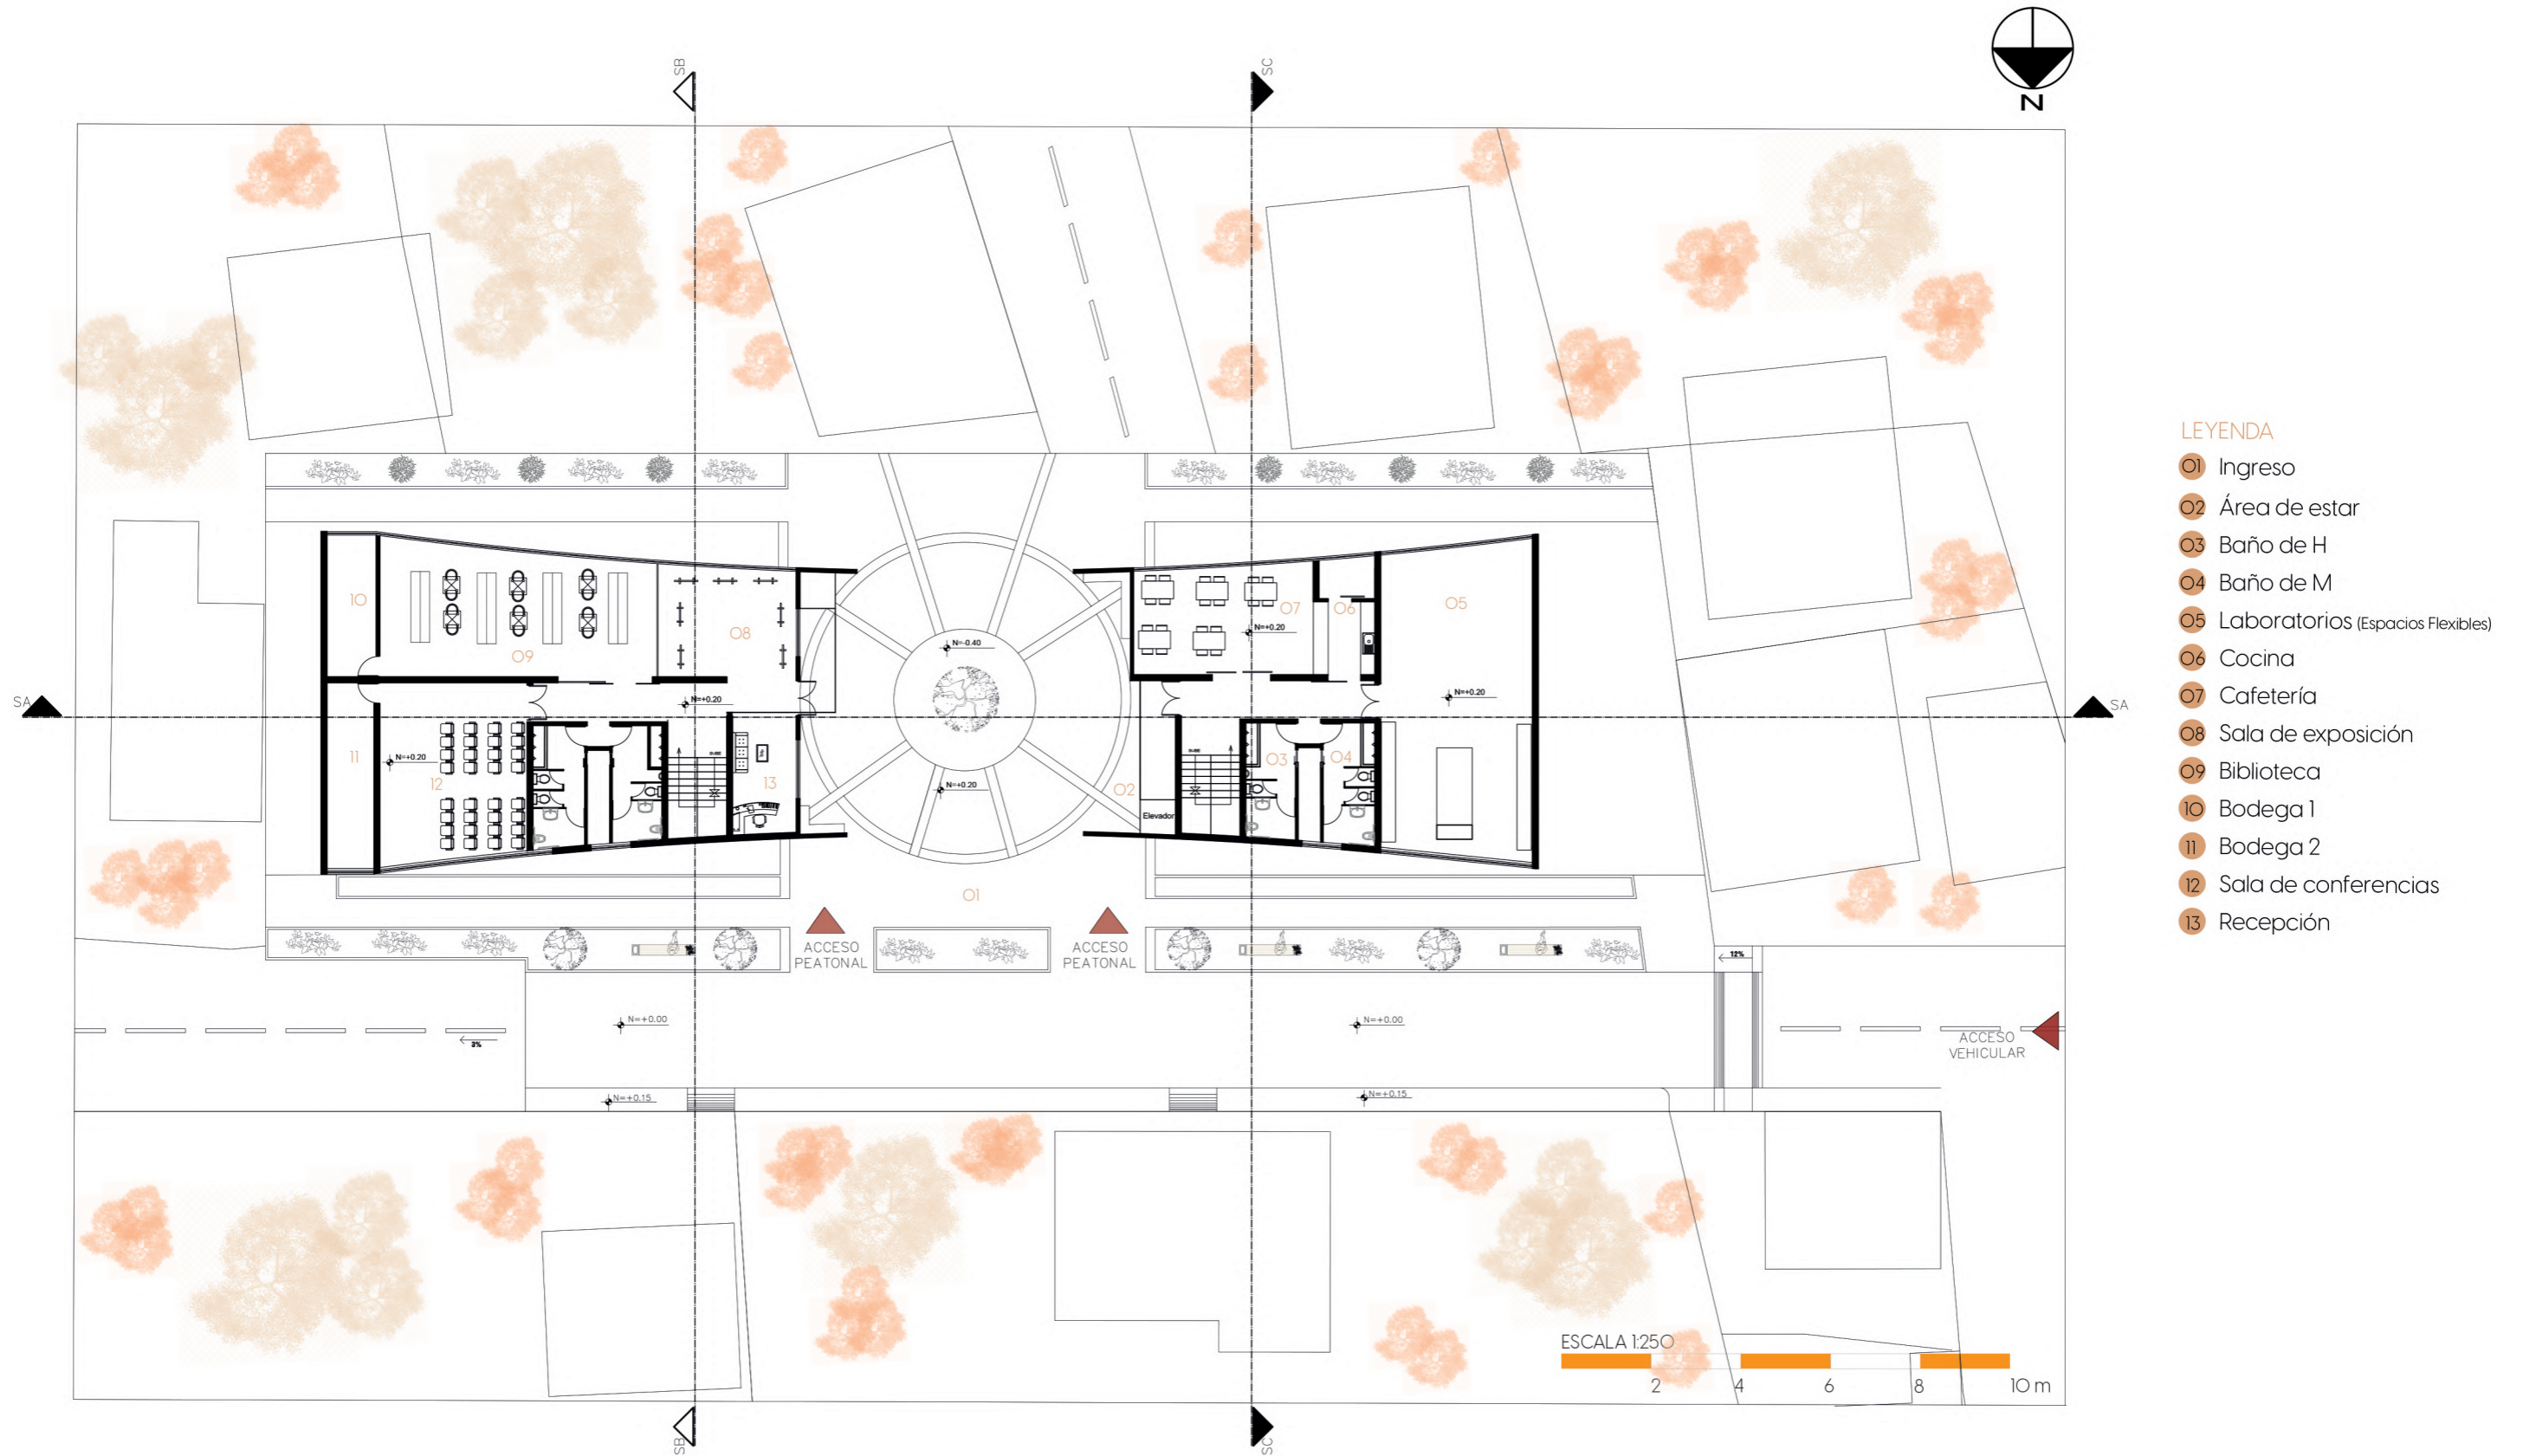 SB
SC
N
LEYENDA
01 Ingreso
02 Área de estar
03 Baño de H
04 Baño de M
05 Laboratorios (Espacios Flexibles)
06 Cocina
07 Cafetería
08 Sala de exposición
09 Biblioteca
10 Bodega 1
11 Bodega 2
12 Sala de conferencias
13 Recepción
10
09
08
07
06
05
N=+0.20
N=-0.40
SA
N=+0.20
N=+0.20
SA
11
N=+0.20
12
SUBE
13
N=+0.20
02
Elevador
SUBE
03
04
01
ACCESO
PEATONAL
ACCESO
PEATONAL
12%
N=+0.00
N=+0.00
3%
ACCESO
VEHICULAR
N=+0.15
N=+0.15
ESCALA 1:250
2 4 6 8 10 m
SB
SC